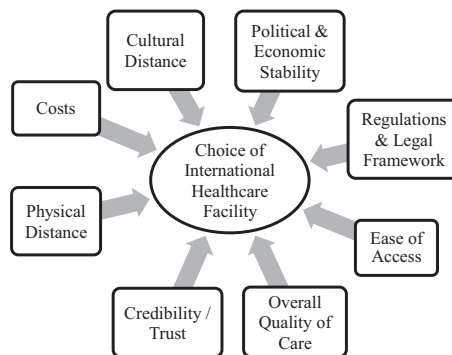 Cultural
Distance
Political &
Economic
Stability
Costs
Regulations
& Legal
Framework
Choice of
International
Healthcare
Facility
Physical
Distance
Ease of
Access
Credibility /
Trust
Overall
Quality of
Care